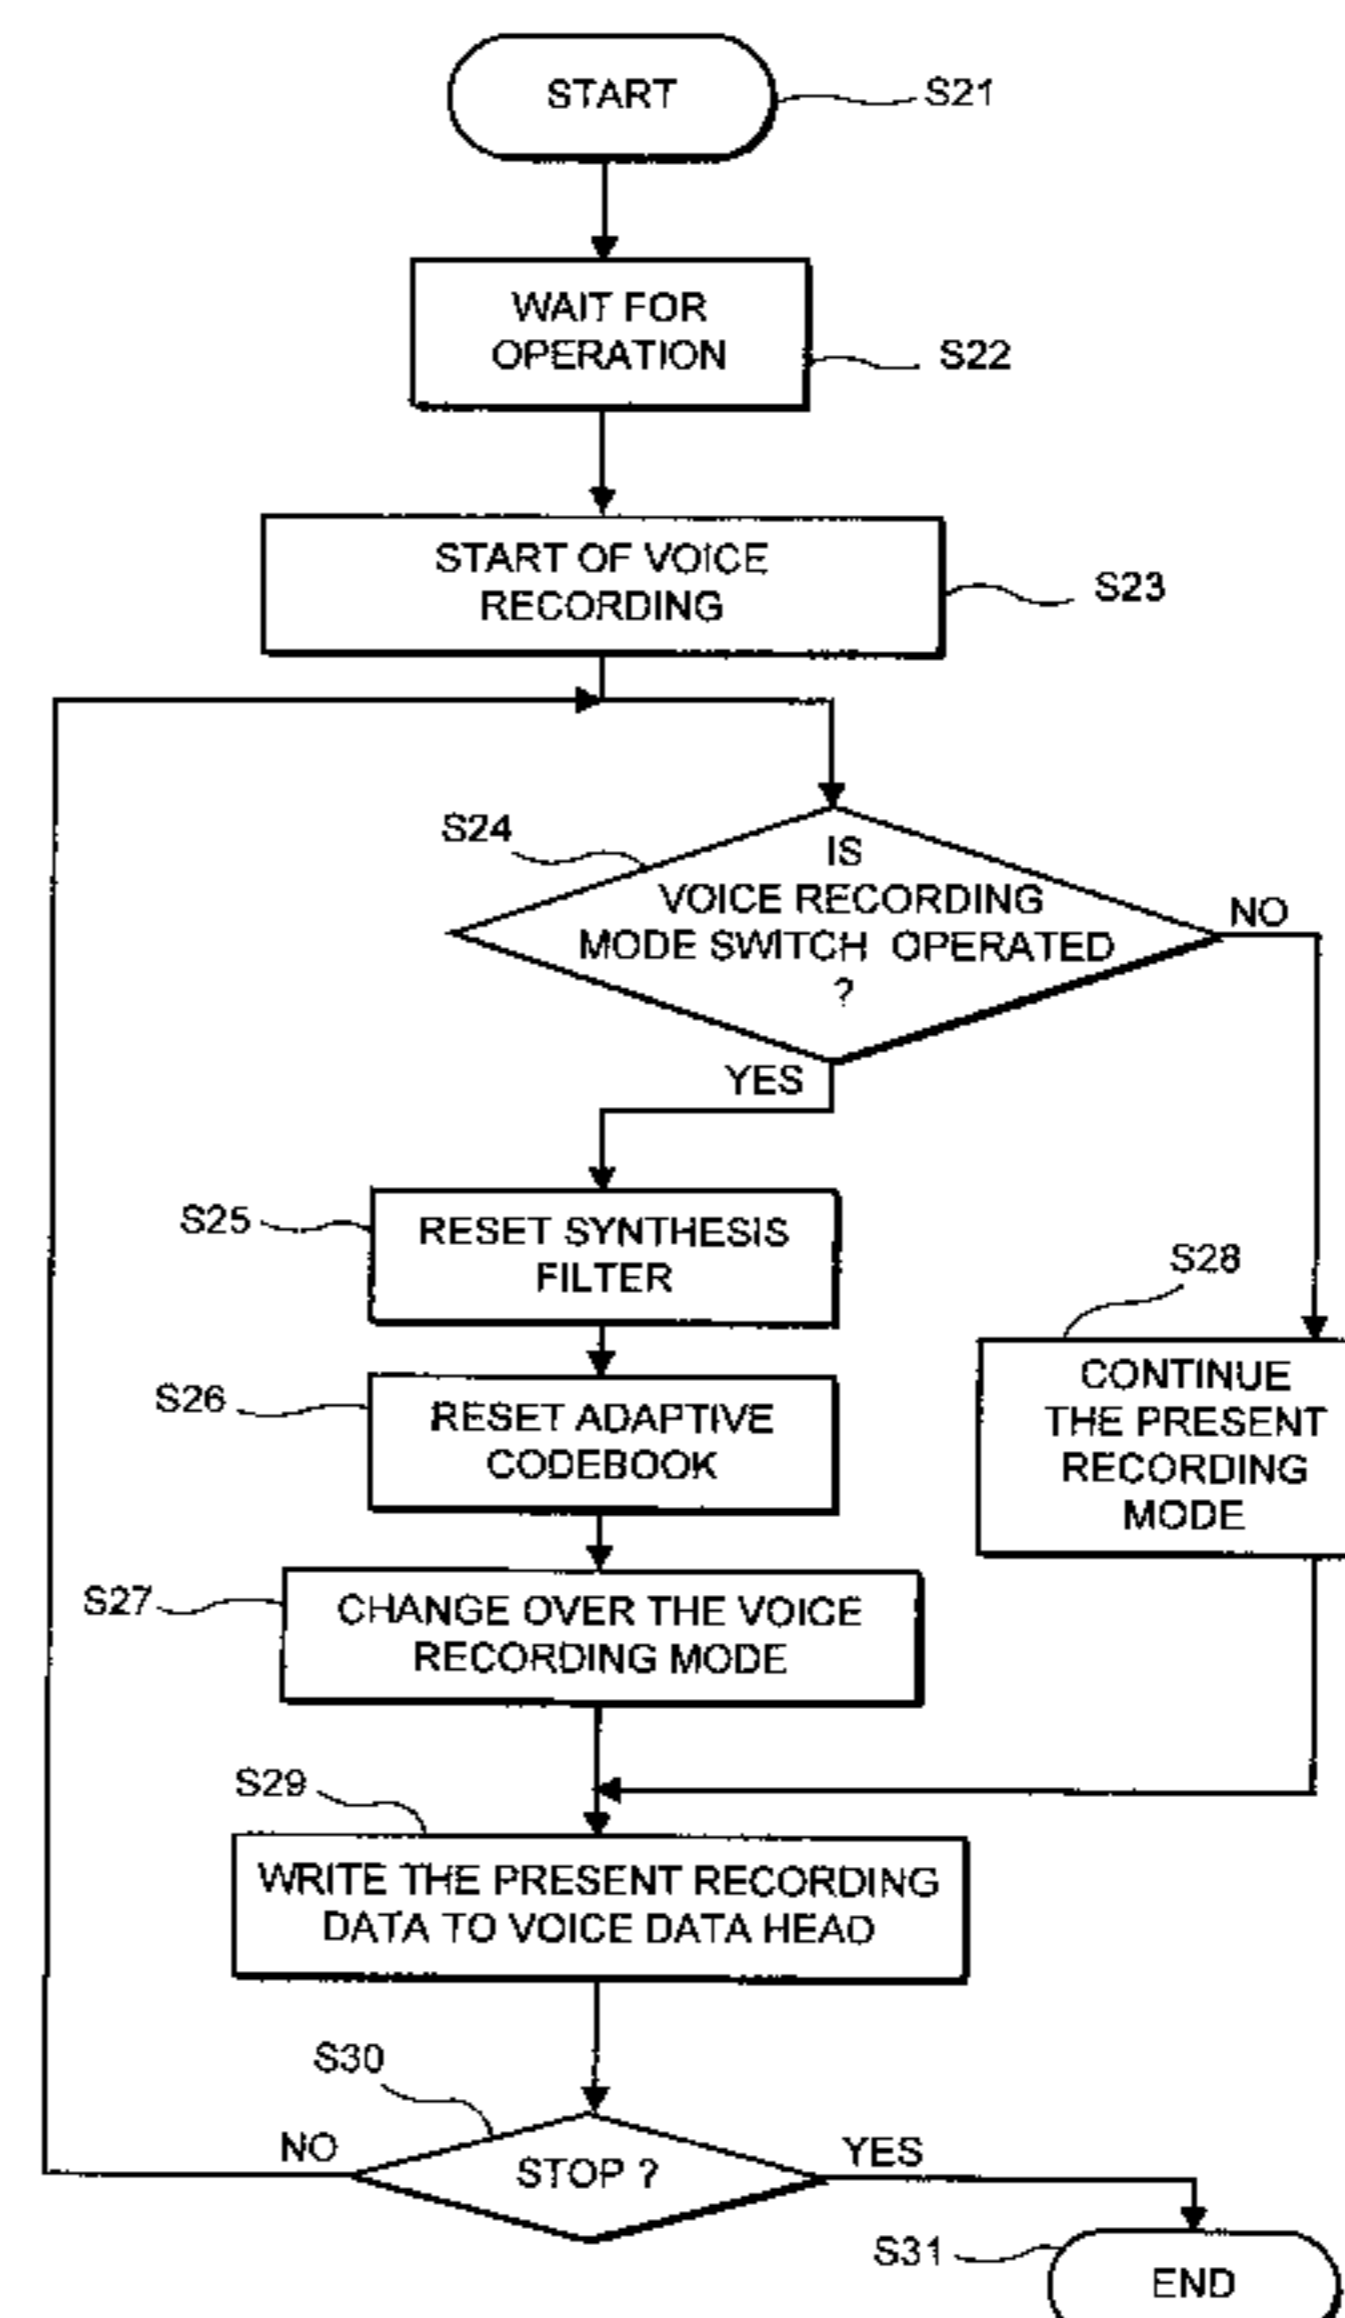 START
S21
WAIT FOR
OPERATION
S22
START OF VOICE
RECORDING
S23
S24
IS
VOICE RECORDING
MODE SWITCH OPERATED
?
NO
YES
S25
RESET SYNTHESIS
FILTER
S28
CONTINUE
THE PRESENT
RECORDING
MODE
S26
RESET ADAPTIVE
CODEBOOK
S27
CHANGE OVER THE VOICE
RECORDING MODE
S29
WRITE THE PRESENT RECORDING
DATA TO VOICE DATA HEAD
S30
NO
STOP ?
YES
S31
END